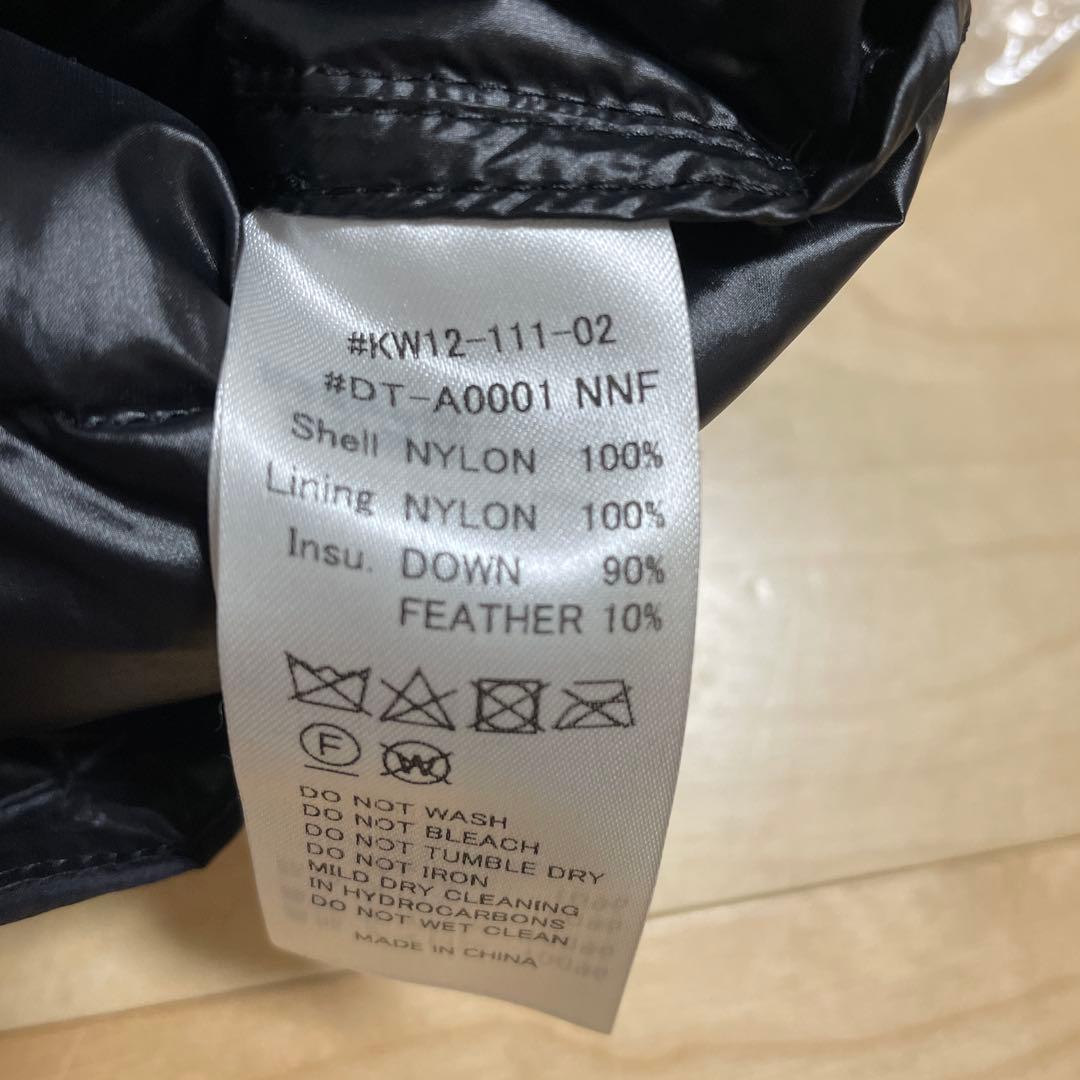 #KW12-111-02
#DT-A0001 NNF
Shell NYLON 100%
Lining NYLON 100%
Insu. DOWN 90%
FEATHER 10%
F W
DO NOT WASH
DO NOT BLEACH
DO NOT TUMBLE DRY
DO NOT IRON
MILD DRY CLEANING
IN HYDROCARBONS
DO NOT WET CLEAN
MADE IN CHINA